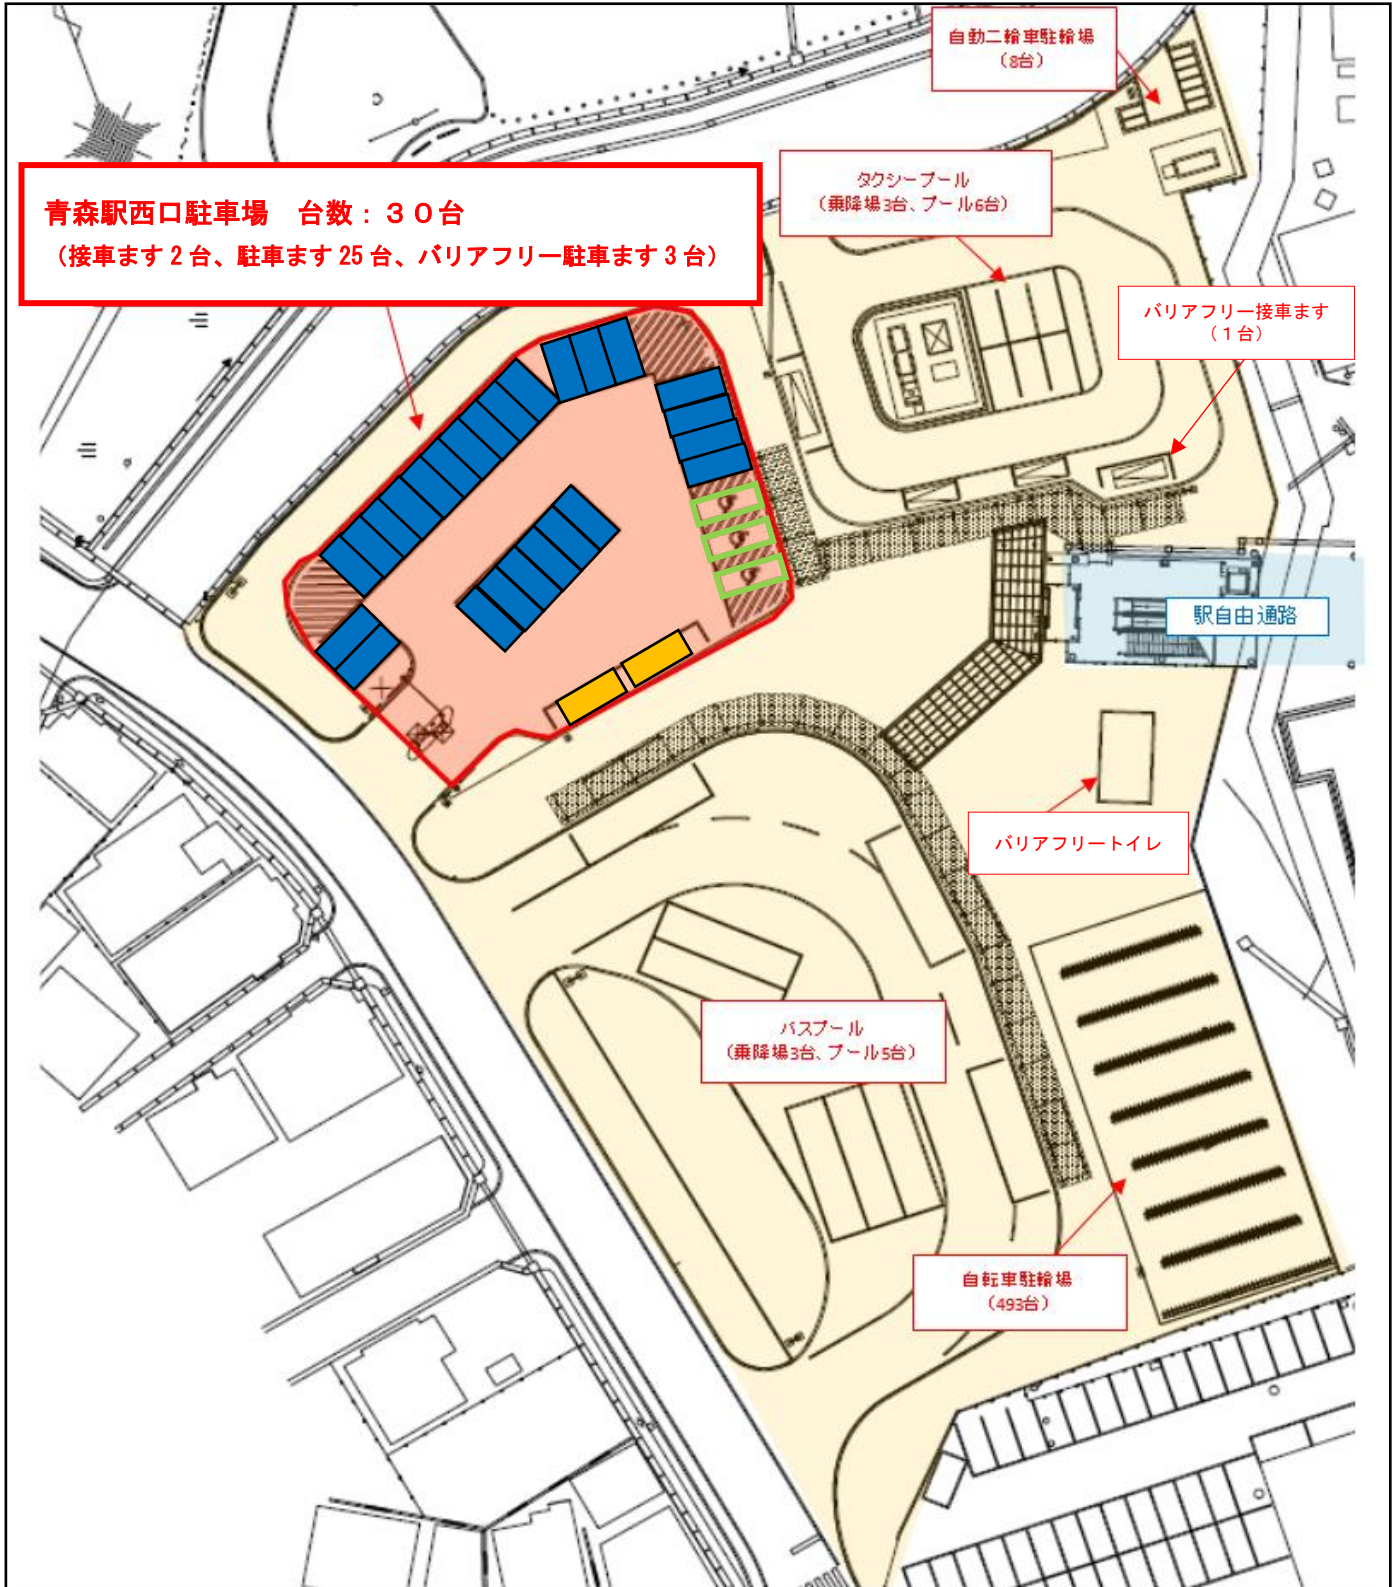 自動二輪車駐輪場
(8台)
青森駅西口駐車場　台数：３０台
(接車ます 2 台、駐車ます 25 台、バリアフリー駐車ます 3 台)
タクシープール
(乗降場3台、プール6台)
バリアフリー接車ます
(１台)
駅自由通路
バリアフリートイレ
バスプール
(乗降場3台、プール5台)
自転車駐輪場
(493台)